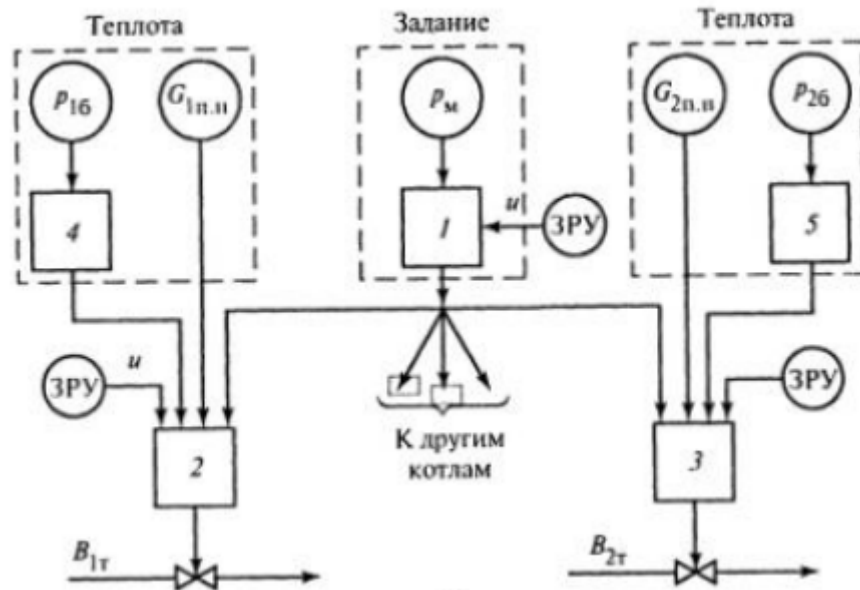 Теплота Задание Теплота
p1б G1п.п pм G2п.п p2б
4 1 u ЗРУ 5
ЗРУ u ЗРУ
2 К другим 3
котлам
B1т B2т